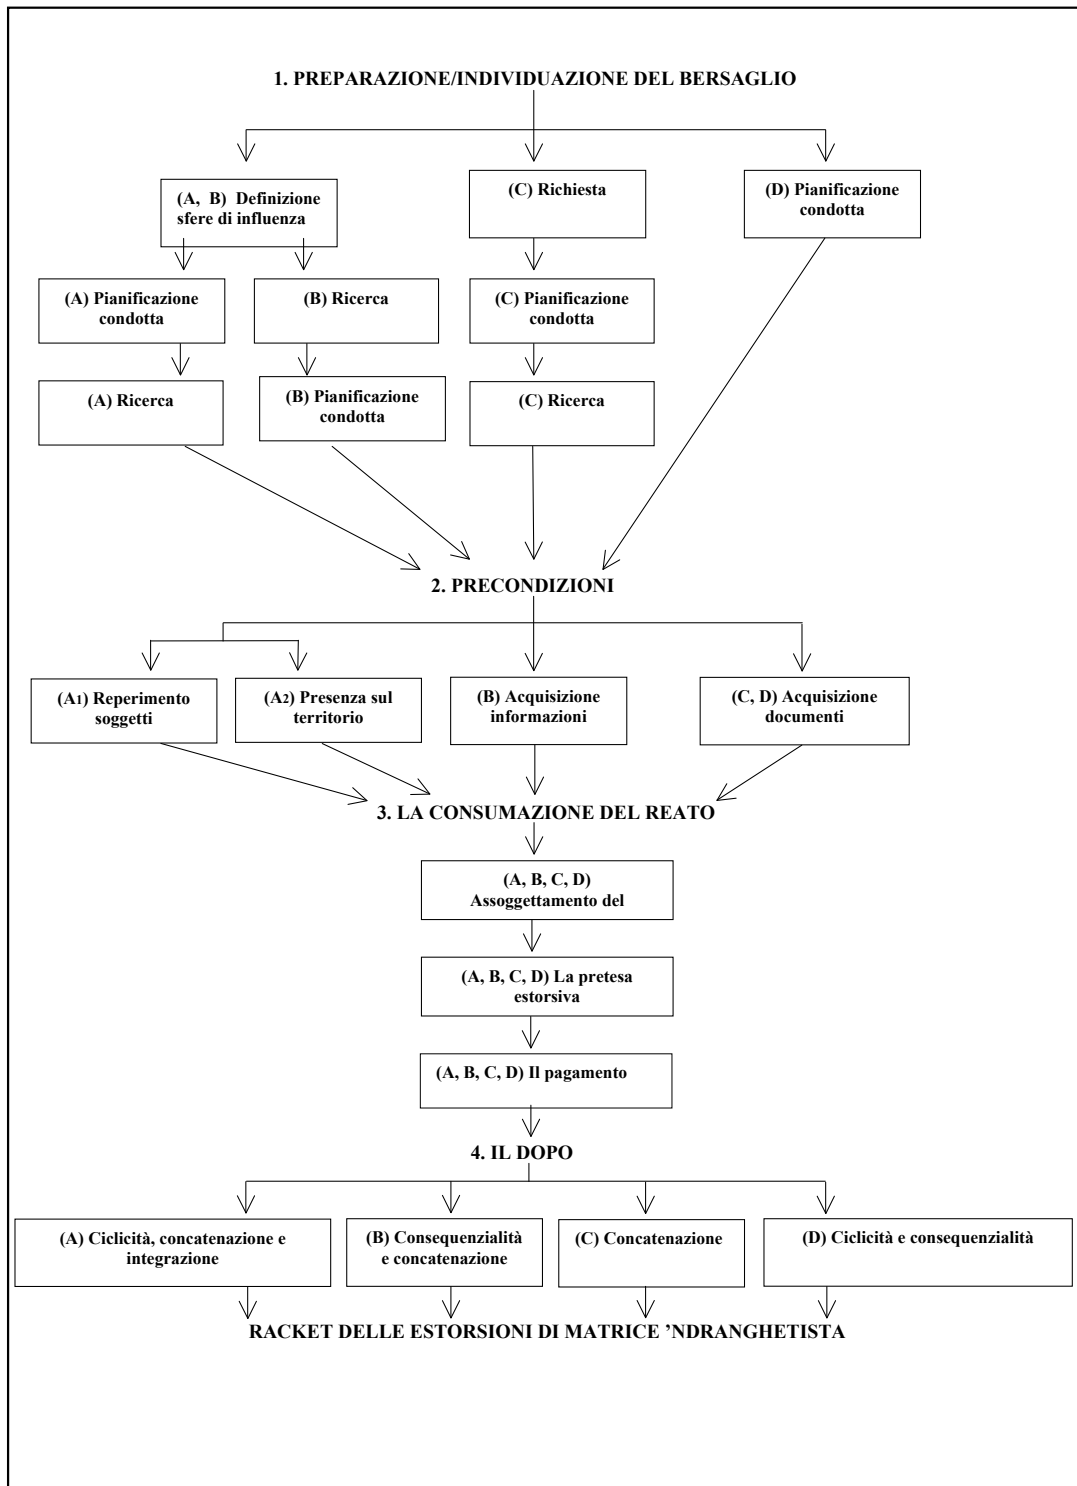 1. PREPARAZIONE/INDIVIDUAZIONE DEL BERSAGLIO
(A, B) Definizione
sfere di influenza
(C) Richiesta
(D) Pianificazione
condotta
(A) Pianificazione
condotta
(B) Ricerca
(C) Pianificazione
condotta
(A) Ricerca
(B) Pianificazione
condotta
(C) Ricerca
2. PRECONDIZIONI
(A1) Reperimento
soggetti
(A2) Presenza sul
territorio
(B) Acquisizione
informazioni
(C, D) Acquisizione
documenti
3. LA CONSUMAZIONE DEL REATO
(A, B, C, D)
Assoggettamento del
(A, B, C, D) La pretesa
estorsiva
(A, B, C, D) Il pagamento
4. IL DOPO
(A) Ciclicità, concatenazione e
integrazione
(B) Consequenzialità
e concatenazione
(C) Concatenazione
(D) Ciclicità e consequenzialità
RACKET DELLE ESTORSIONI DI MATRICE ’NDRANGHETISTA